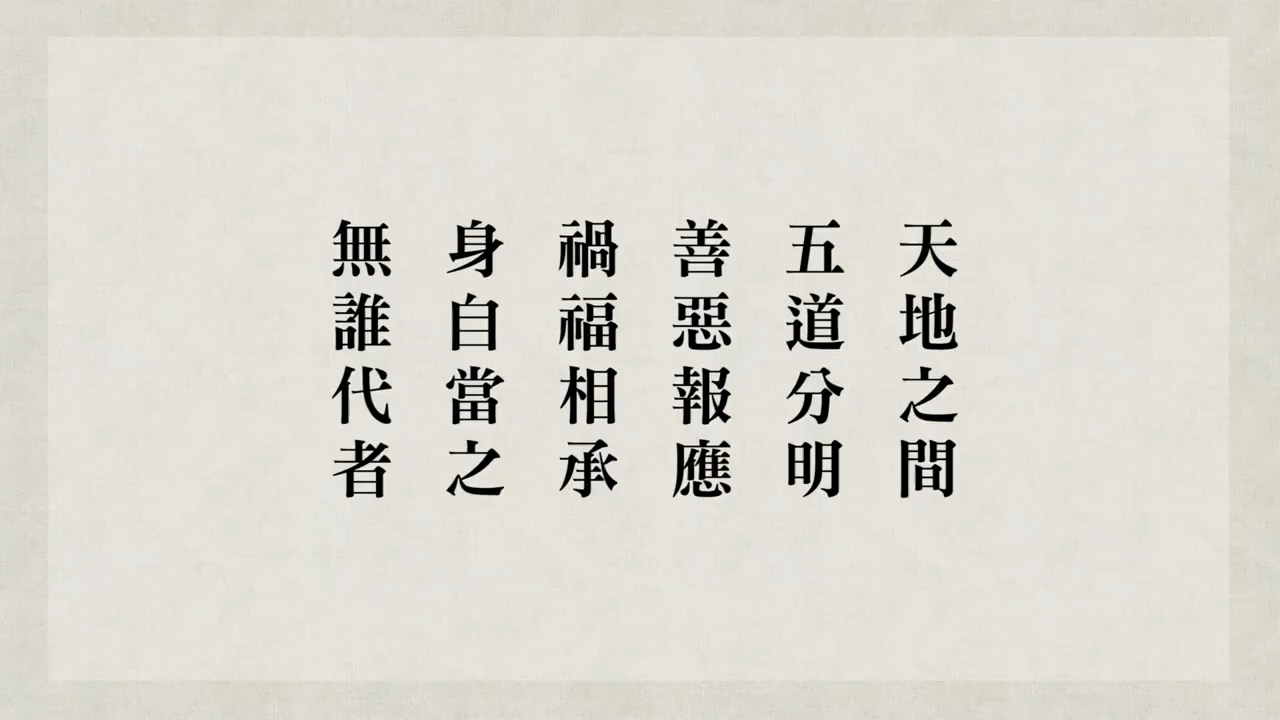 天地之間
五道分明
善惡報應
禍福相承
身自當之
無誰代者